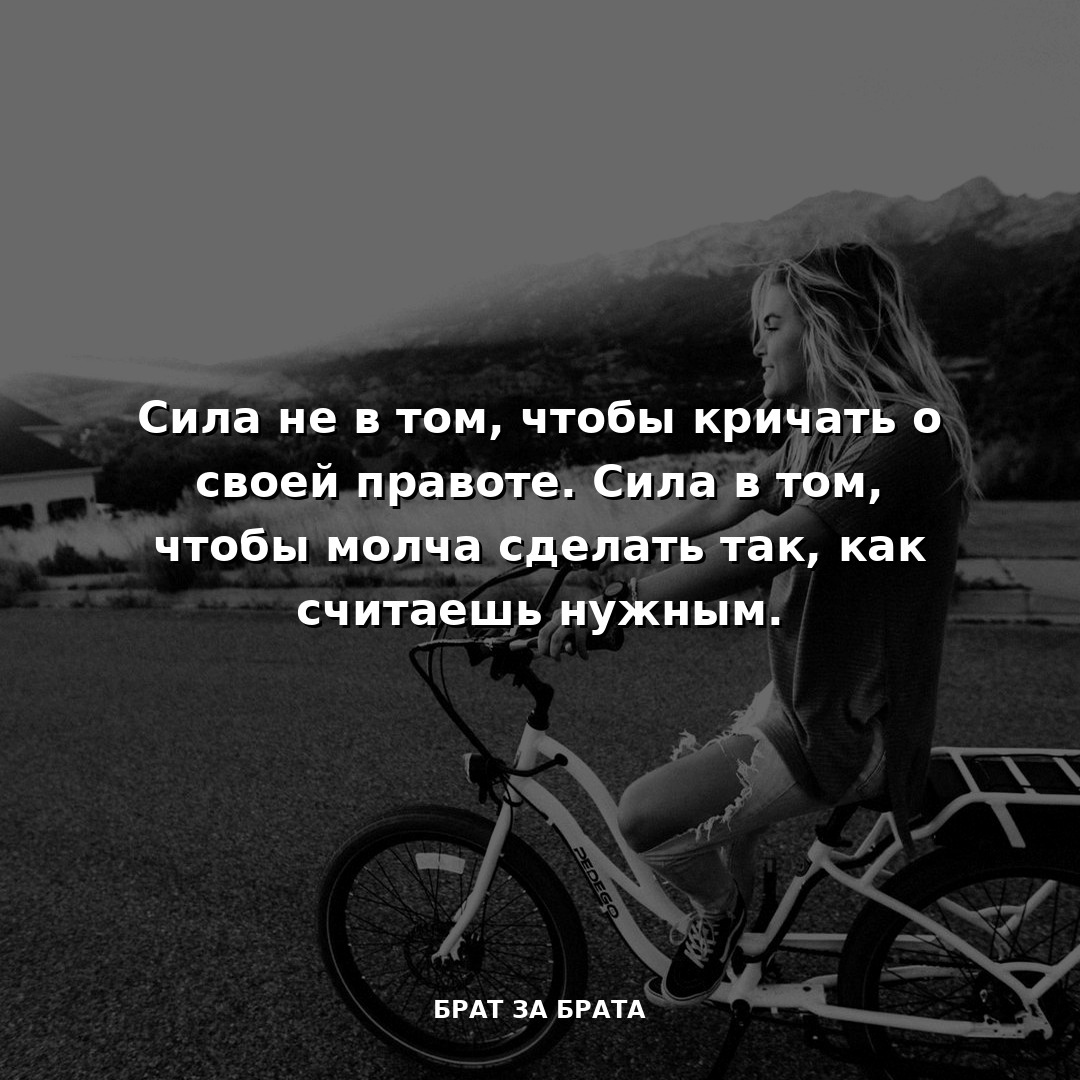 Сила не в том, чтобы кричать о
своей правоте. Сила в том,
чтобы молча сделать так, как
считаешь нужным.
PEDEGO
БРАТ ЗА БРАТА